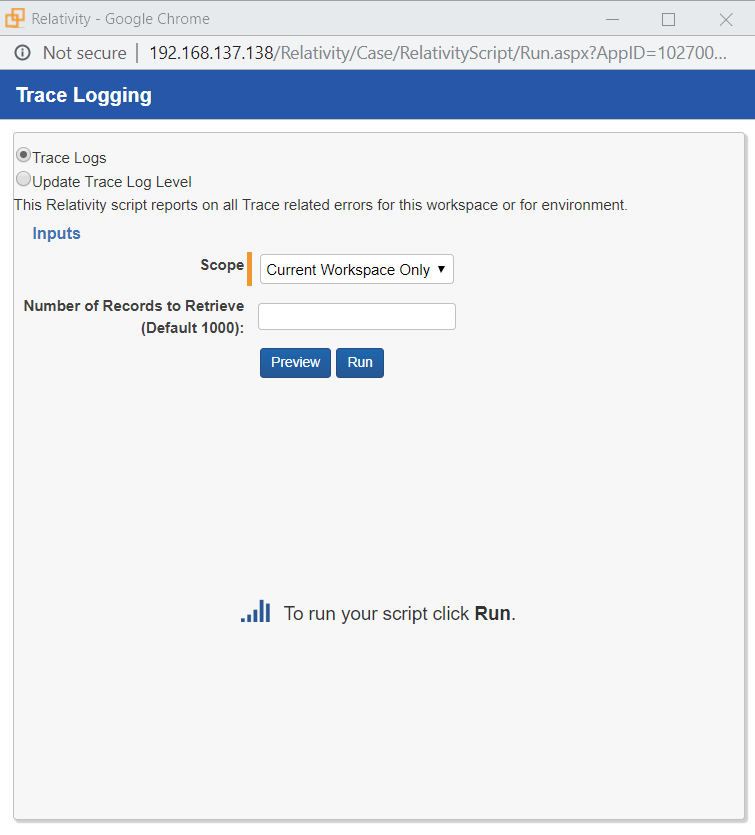 Relativity - Google Chrome
Not secure | 192.168.137.138/Relativity/Case/RelativityScript/Run.aspx?AppID=102700...
Trace Logging
Trace Logs
Update Trace Log Level
This Relativity script reports on all Trace related errors for this workspace or for environment.
Inputs
Scope Current Workspace Only
Number of Records to Retrieve
(Default 1000):
Preview Run
To run your script click Run.